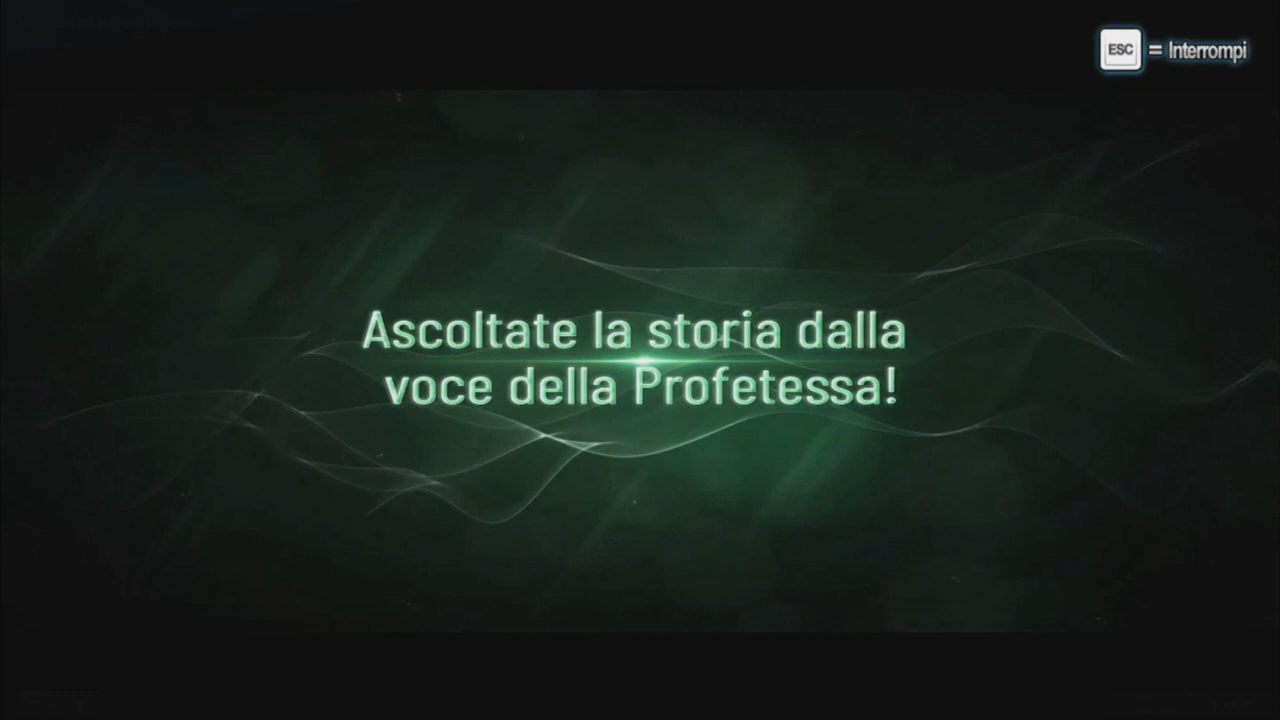 ESC = Interrompi
Ascoltate la storia dalla
voce della Profetessa!